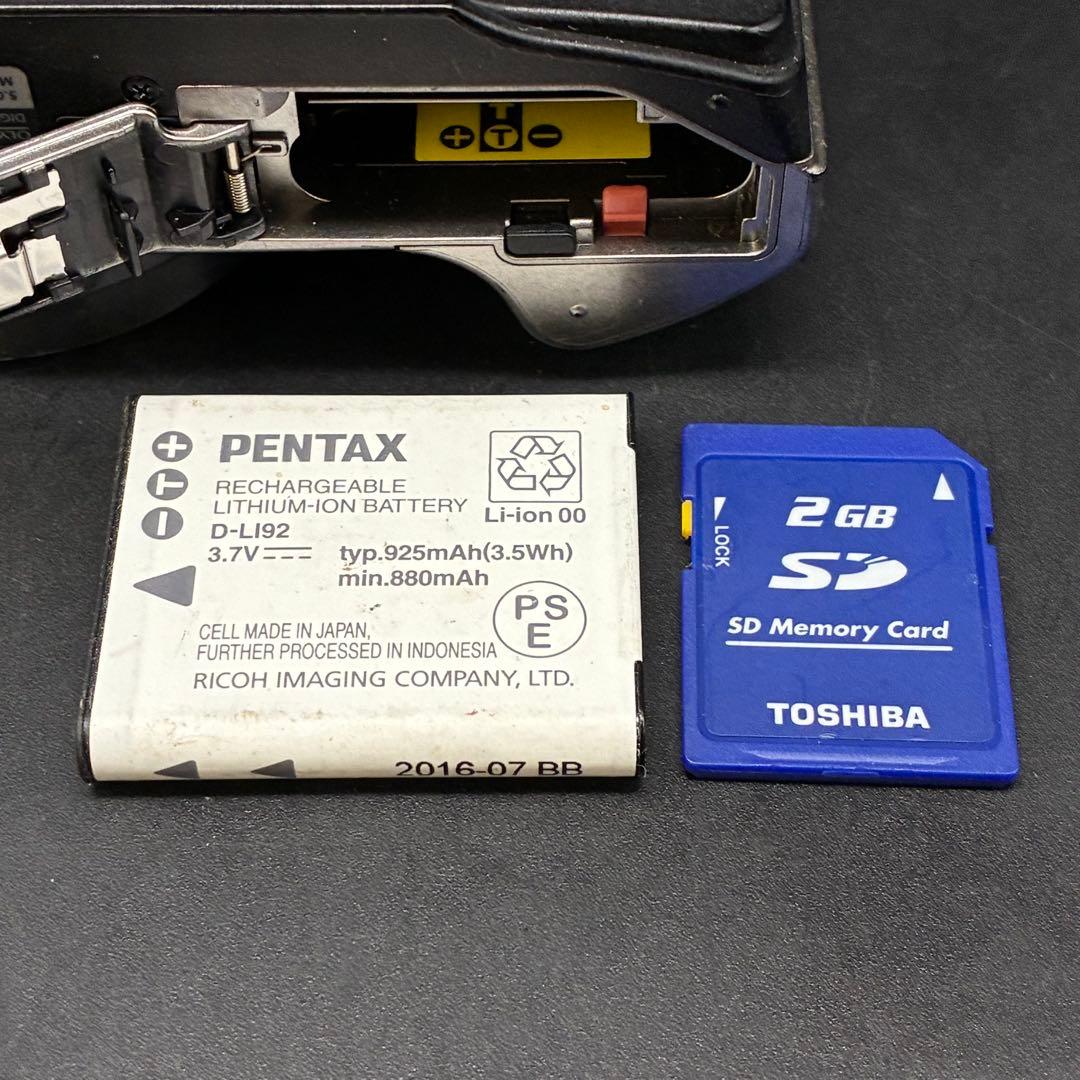 + T −
PENTAX
RECHARGEABLE
LITHIUM-ION BATTERY
Li-ion 00
D-LI92
3.7V
typ.925mAh(3.5Wh)
min.880mAh
PS
E
CELL MADE IN JAPAN,
FURTHER PROCESSED IN INDONESIA
RICOH IMAGING COMPANY, LTD.
2016-07 BB
2 GB
LOCK
SD
SD Memory Card
TOSHIBA